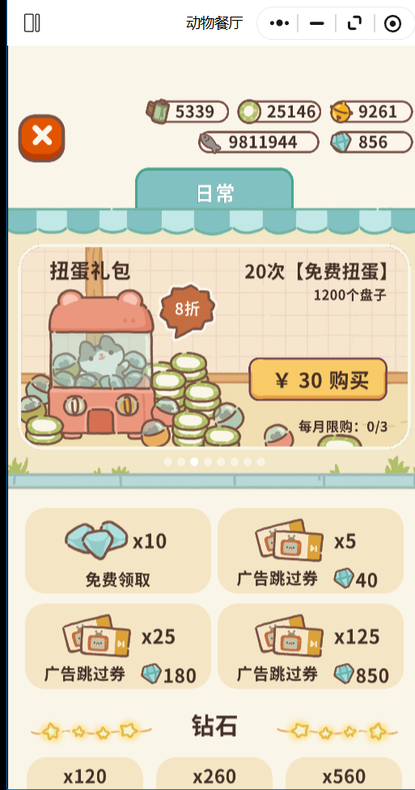 动物餐厅
5339
25146
9261
9811944
856
日常
扭蛋礼包
20次【免费扭蛋】
1200个盘子
8折
¥ 30 购买
每月限购：0/3
x10
免费领取
x5
广告跳过券
40
x25
广告跳过券
180
x125
广告跳过券
850
钻石
x120
x260
x560